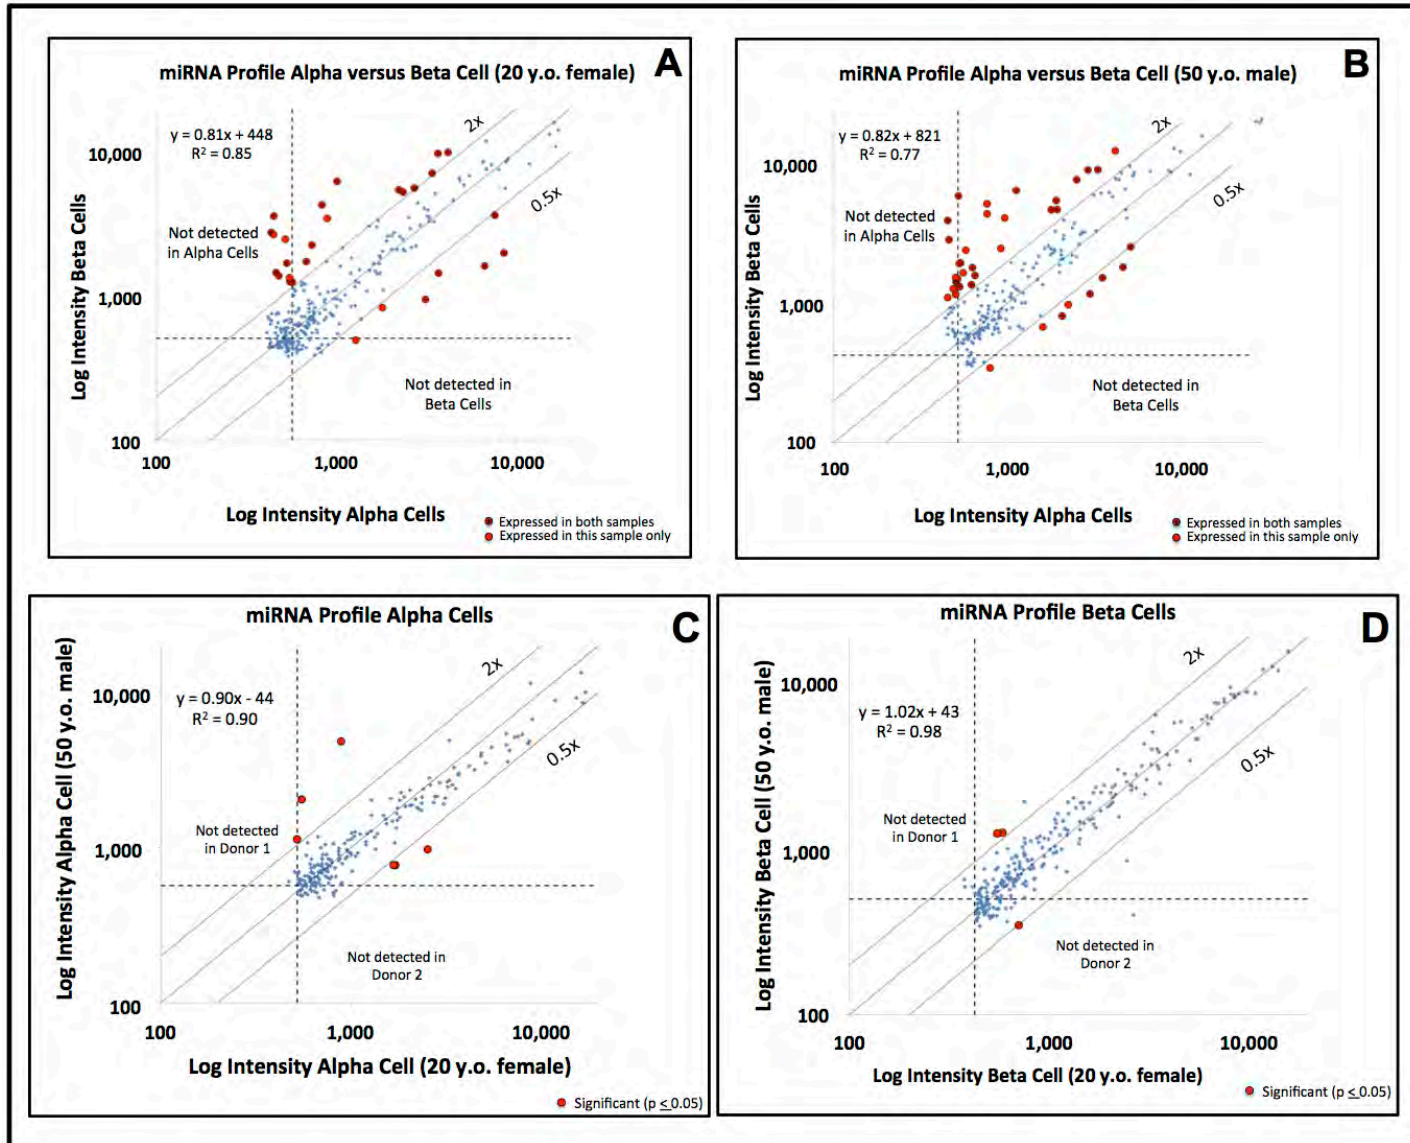 A
miRNA Profile Alpha versus Beta Cell (20 y.o. female)
y = 0.81x + 448
R² = 0.85
2x
0.5x
Not detected
in Alpha Cells
Not detected in
Beta Cells
Log Intensity Beta Cells
10,000
1,000
100
100
1,000
10,000
Log Intensity Alpha Cells
Expressed in both samples
Expressed in this sample only
B
miRNA Profile Alpha versus Beta Cell (50 y.o. male)
y = 0.82x + 821
R² = 0.77
2x
0.5x
Not detected
in Alpha Cells
Not detected in
Beta Cells
Log Intensity Beta Cells
10,000
1,000
100
100
1,000
10,000
Log Intensity Alpha Cells
Expressed in both samples
Expressed in this sample only
C
miRNA Profile Alpha Cells
y = 0.90x - 44
R² = 0.90
2x
0.5x
Not detected
in Donor 1
Not detected in
Donor 2
Log Intensity Alpha Cell (50 y.o. male)
10,000
1,000
100
100
1,000
10,000
Log Intensity Alpha Cell (20 y.o. female)
Significant (p ≤ 0.05)
D
miRNA Profile Beta Cells
y = 1.02x + 43
R² = 0.98
2x
0.5x
Not detected
in Donor 1
Not detected in
Donor 2
Log Intensity Beta Cell (50 y.o. male)
10,000
1,000
100
100
1,000
10,000
Log Intensity Beta Cell (20 y.o. female)
Significant (p ≤ 0.05)